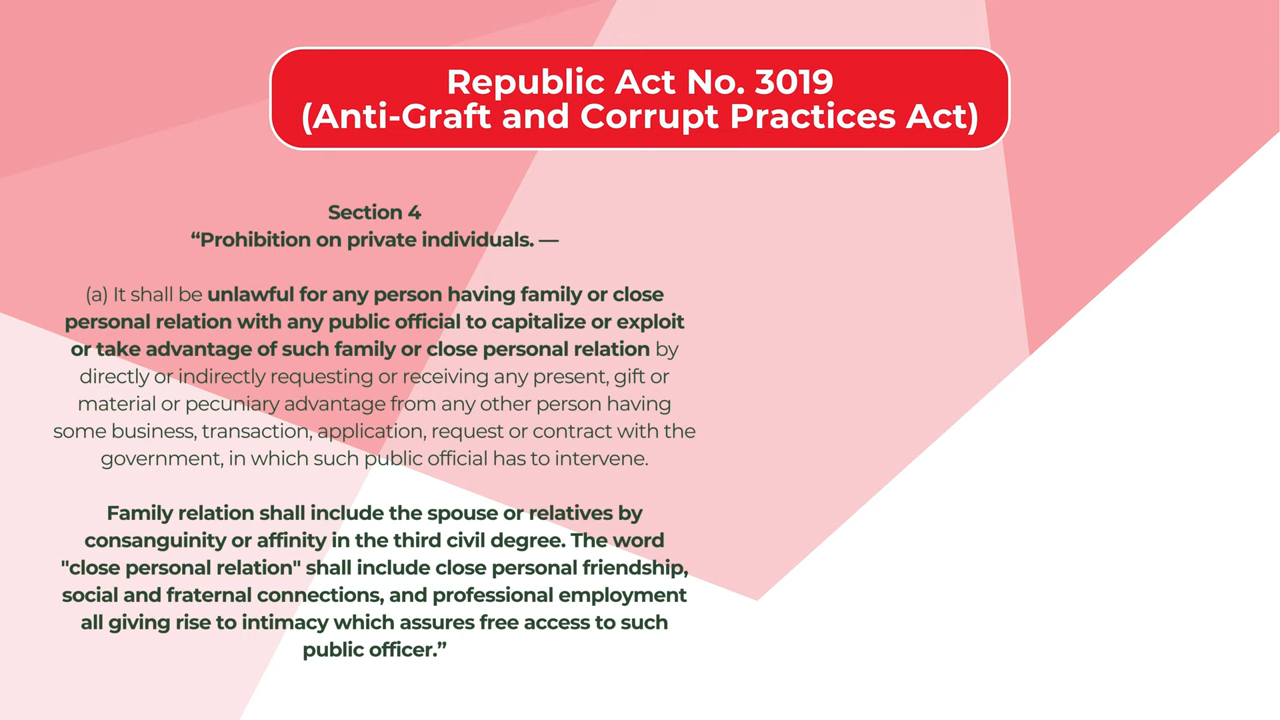 Republic Act No. 3019
(Anti-Graft and Corrupt Practices Act)
Section 4
“Prohibition on private individuals. —
(a) It shall be unlawful for any person having family or close
personal relation with any public official to capitalize or exploit
or take advantage of such family or close personal relation by
directly or indirectly requesting or receiving any present, gift or
material or pecuniary advantage from any other person having
some business, transaction, application, request or contract with the
government, in which such public official has to intervene.
Family relation shall include the spouse or relatives by
consanguinity or affinity in the third civil degree. The word
"close personal relation" shall include close personal friendship,
social and fraternal connections, and professional employment
all giving rise to intimacy which assures free access to such
public officer.”